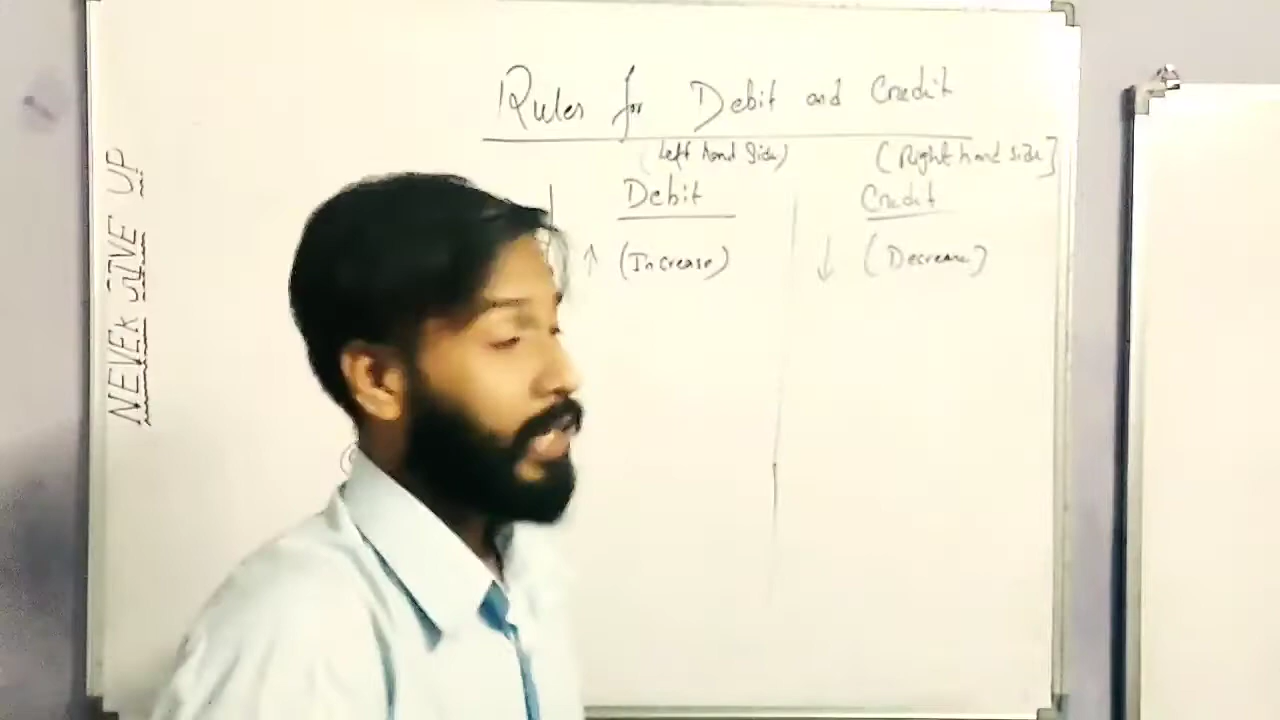 Rules for Debit and Credit
(Left hand Side) (Right hand side]
Debit Credit
↑ (Increase) ↓ (Decrease)
NEVER GIVE UP